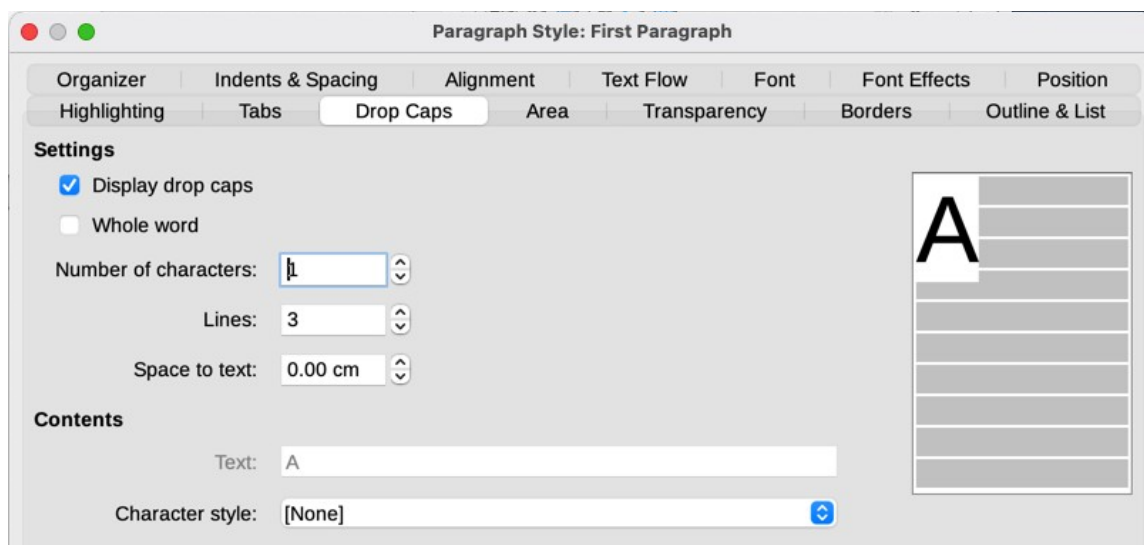 Paragraph Style: First Paragraph
Organizer Indents & Spacing Alignment Text Flow Font Font Effects Position
Highlighting Tabs Drop Caps Area Transparency Borders Outline & List
Settings
Display drop caps
Whole word
Number of characters: 1
Lines: 3
Space to text: 0.00 cm
Contents
Text: A
Character style: [None]
A